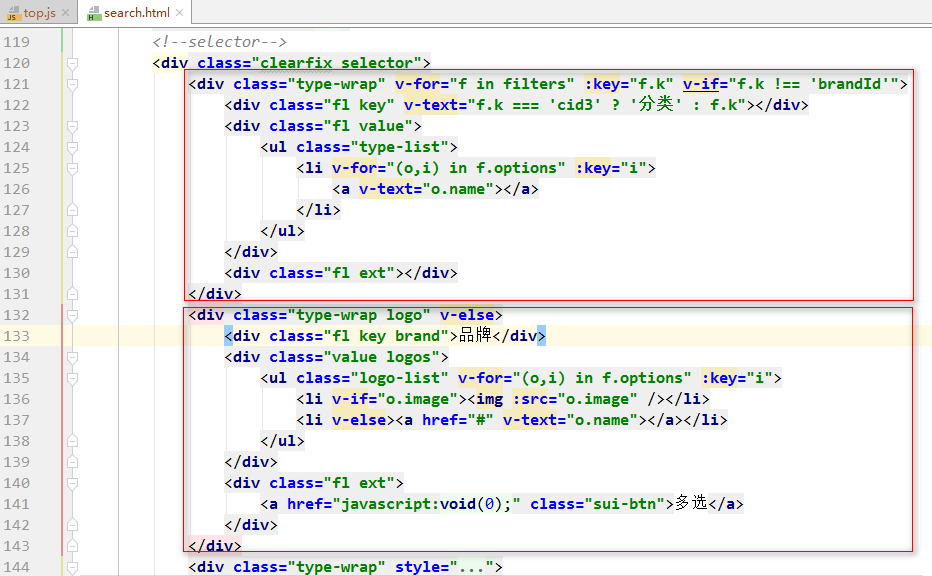 top.js search.html
119 <!--selector-->
120 <div class="clearfix selector">
121 <div class="type-wrap" v-for="f in filters" :key="f.k" v-if="f.k !== 'brandId'">
122 <div class="fl key" v-text="f.k === 'cid3' ? '分类' : f.k"></div>
123 <div class="fl value">
124 <ul class="type-list">
125 <li v-for="(o,i) in f.options" :key="i">
126 <a v-text="o.name"></a>
127 </li>
128 </ul>
129 </div>
130 <div class="fl ext"></div>
131 </div>
132 <div class="type-wrap logo" v-else>
133 <div class="fl key brand">品牌</div>
134 <div class="value logos">
135 <ul class="logo-list" v-for="(o,i) in f.options" :key="i">
136 <li v-if="o.image"><img :src="o.image" /></li>
137 <li v-else><a href="#" v-text="o.name"></a></li>
138 </ul>
139 </div>
140 <div class="fl ext">
141 <a href="javascript:void(0);" class="sui-btn">多选</a>
142 </div>
143 </div>
144 <div class="type-wrap" style="...">